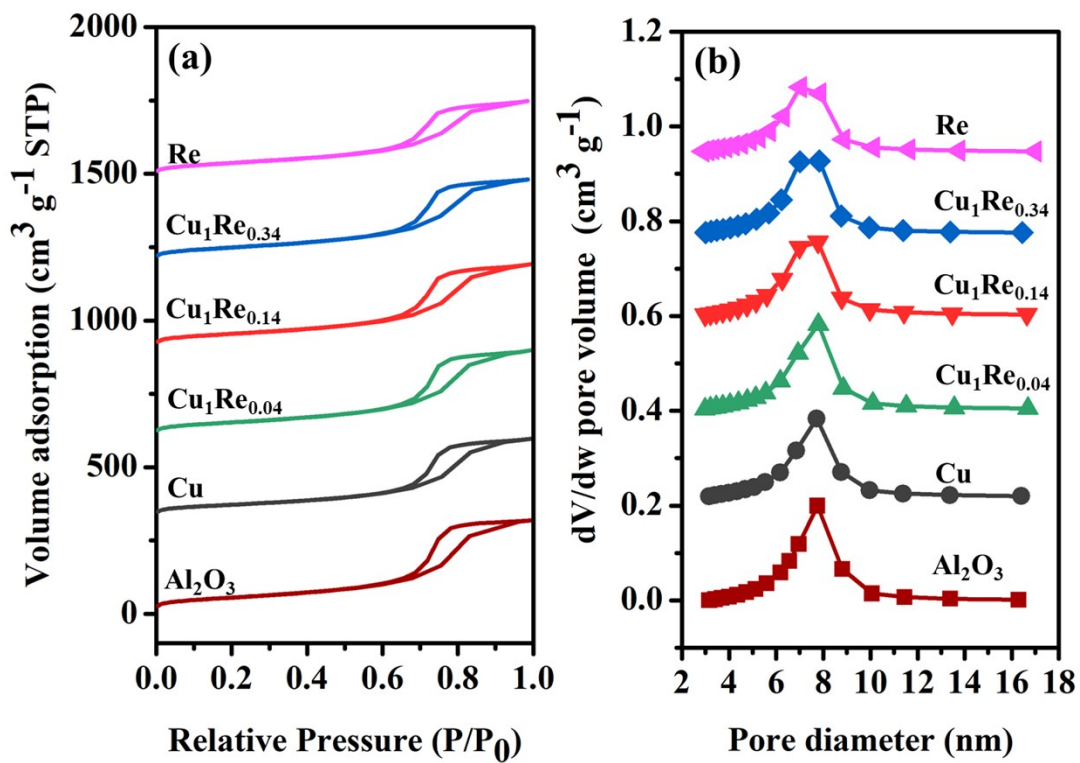 (a)
Volume adsorption (cm³ g⁻¹ STP)
2000
1500
1000
500
0
Re
Cu₁Re₀.₃₄
Cu₁Re₀.₁₄
Cu₁Re₀.₀₄
Cu
Al₂O₃
0.0 0.2 0.4 0.6 0.8 1.0
Relative Pressure (P/P₀)
(b)
dV/dw pore volume (cm³ g⁻¹)
1.2
1.0
0.8
0.6
0.4
0.2
0.0
Re
Cu₁Re₀.₃₄
Cu₁Re₀.₁₄
Cu₁Re₀.₀₄
Cu
Al₂O₃
2 4 6 8 10 12 14 16 18
Pore diameter (nm)